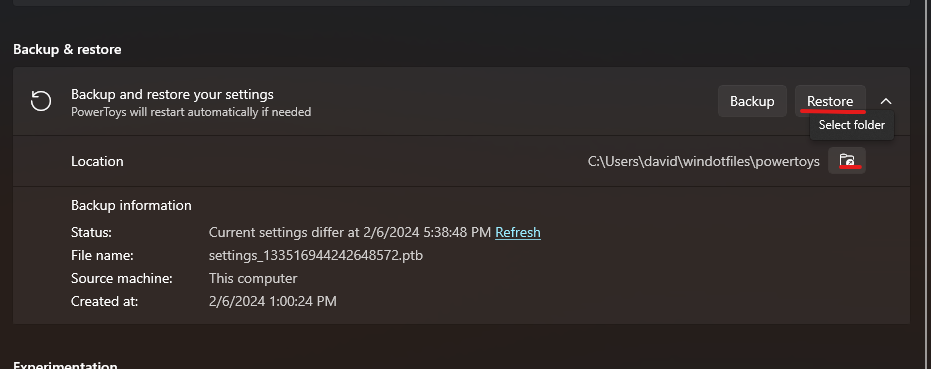 Backup & restore
Backup and restore your settings
PowerToys will restart automatically if needed
Backup
Restore
Select folder
Location
C:\Users\david\windotfiles\powertoys
Backup information
Status: Current settings differ at 2/6/2024 5:38:48 PM Refresh
File name: settings_133516944242648572.ptb
Source machine: This computer
Created at: 2/6/2024 1:00:24 PM
Experimentation